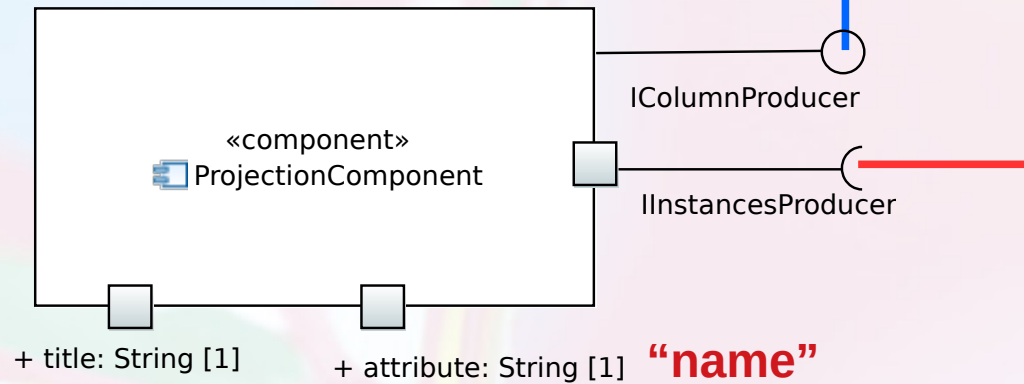 IColumnProducer
«component»
ProjectionComponent
IInstancesProducer
+ title: String [1]
+ attribute: String [1] “name”